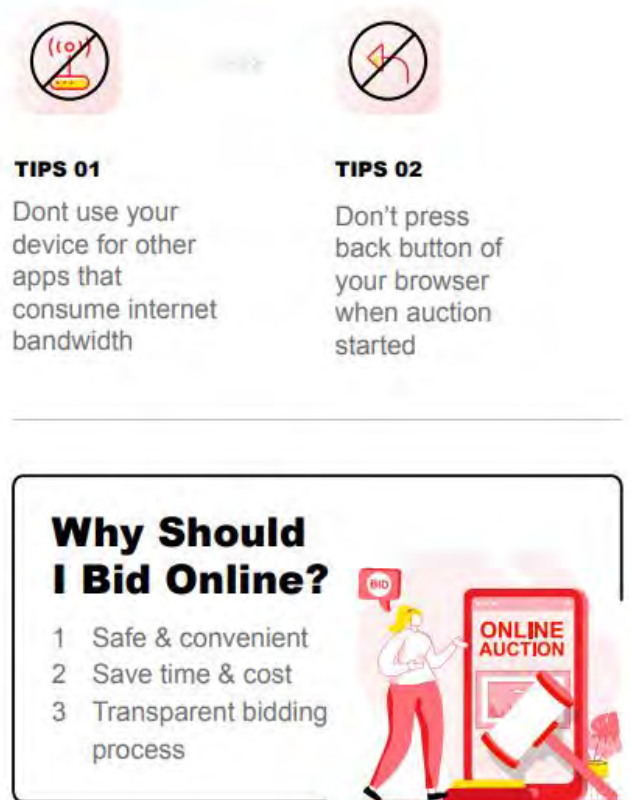 TIPS 01
Dont use your
device for other
apps that
consume internet
bandwidth
TIPS 02
Don't press
back button of
your browser
when auction
started
Why Should
I Bid Online?
1 Safe & convenient
2 Save time & cost
3 Transparent bidding
process
BID
ONLINE
AUCTION